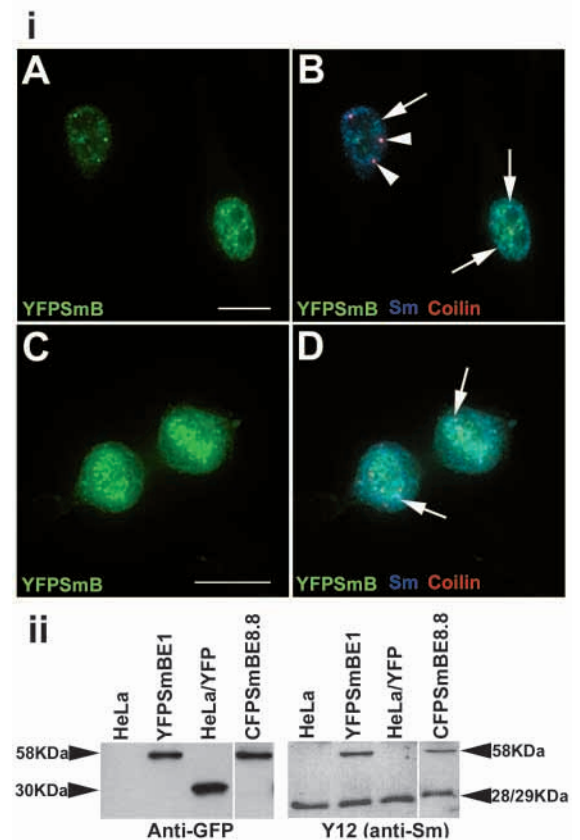 i
A
B
YFPSmB
YFPSmB Sm Coilin
C
D
YFPSmB
YFPSmB Sm Coilin
ii
HeLa
YFPSmBE1
HeLa/YFP
CFPSmBE8.8
HeLa
YFPSmBE1
HeLa/YFP
CFPSmBE8.8
58KDa
58KDa
30KDa
28/29KDa
Anti-GFP
Y12 (anti-Sm)